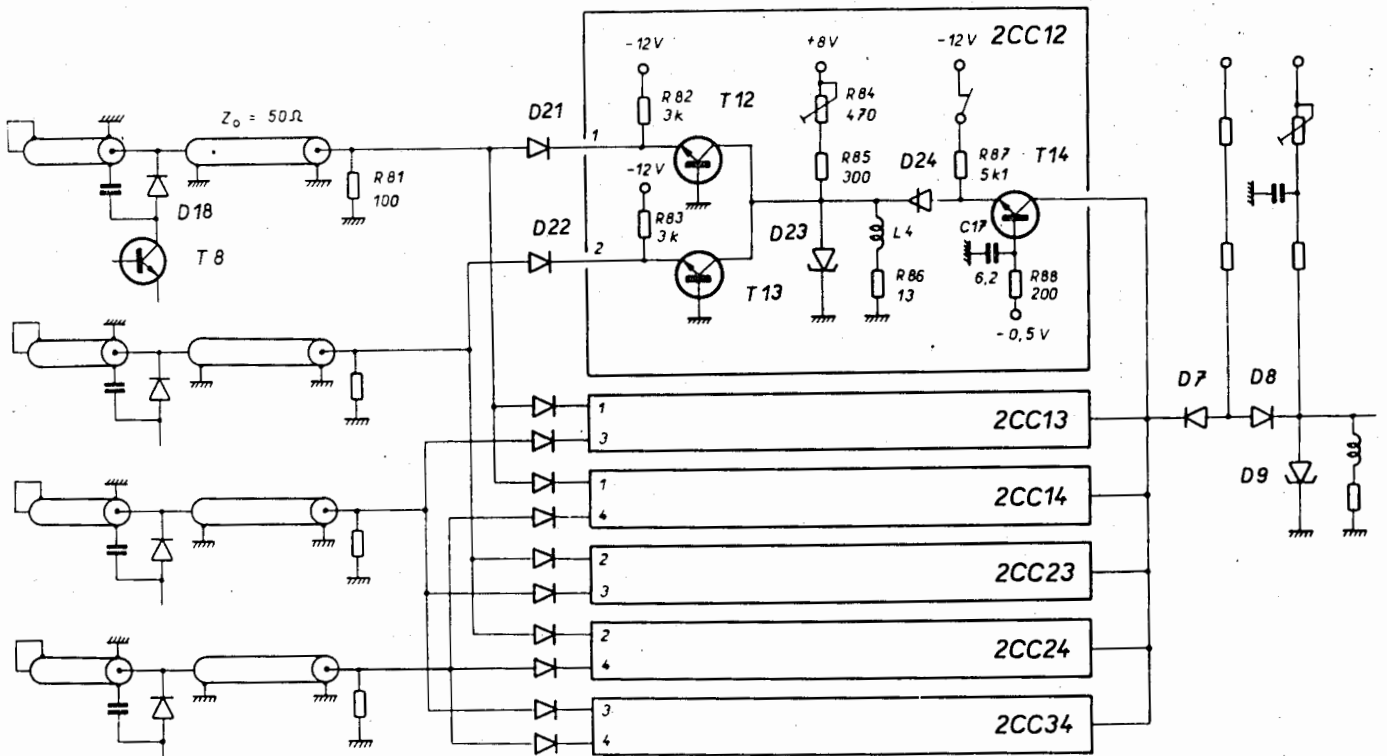 Z₀ = 50Ω
D18
T8
R81
100
D21
D22
1
2
-12V
R82
3k
T12
-12V
R83
3k
T13
+8V
R84
470
R85
300
D23
L4
R86
13
D24
-12V
R87
5k1
T14
C17
6,2
R88
200
-0,5V
2CC12
1
3
2CC13
1
4
2CC14
2
3
2CC23
2
4
2CC24
3
4
2CC34
D7
D8
D9